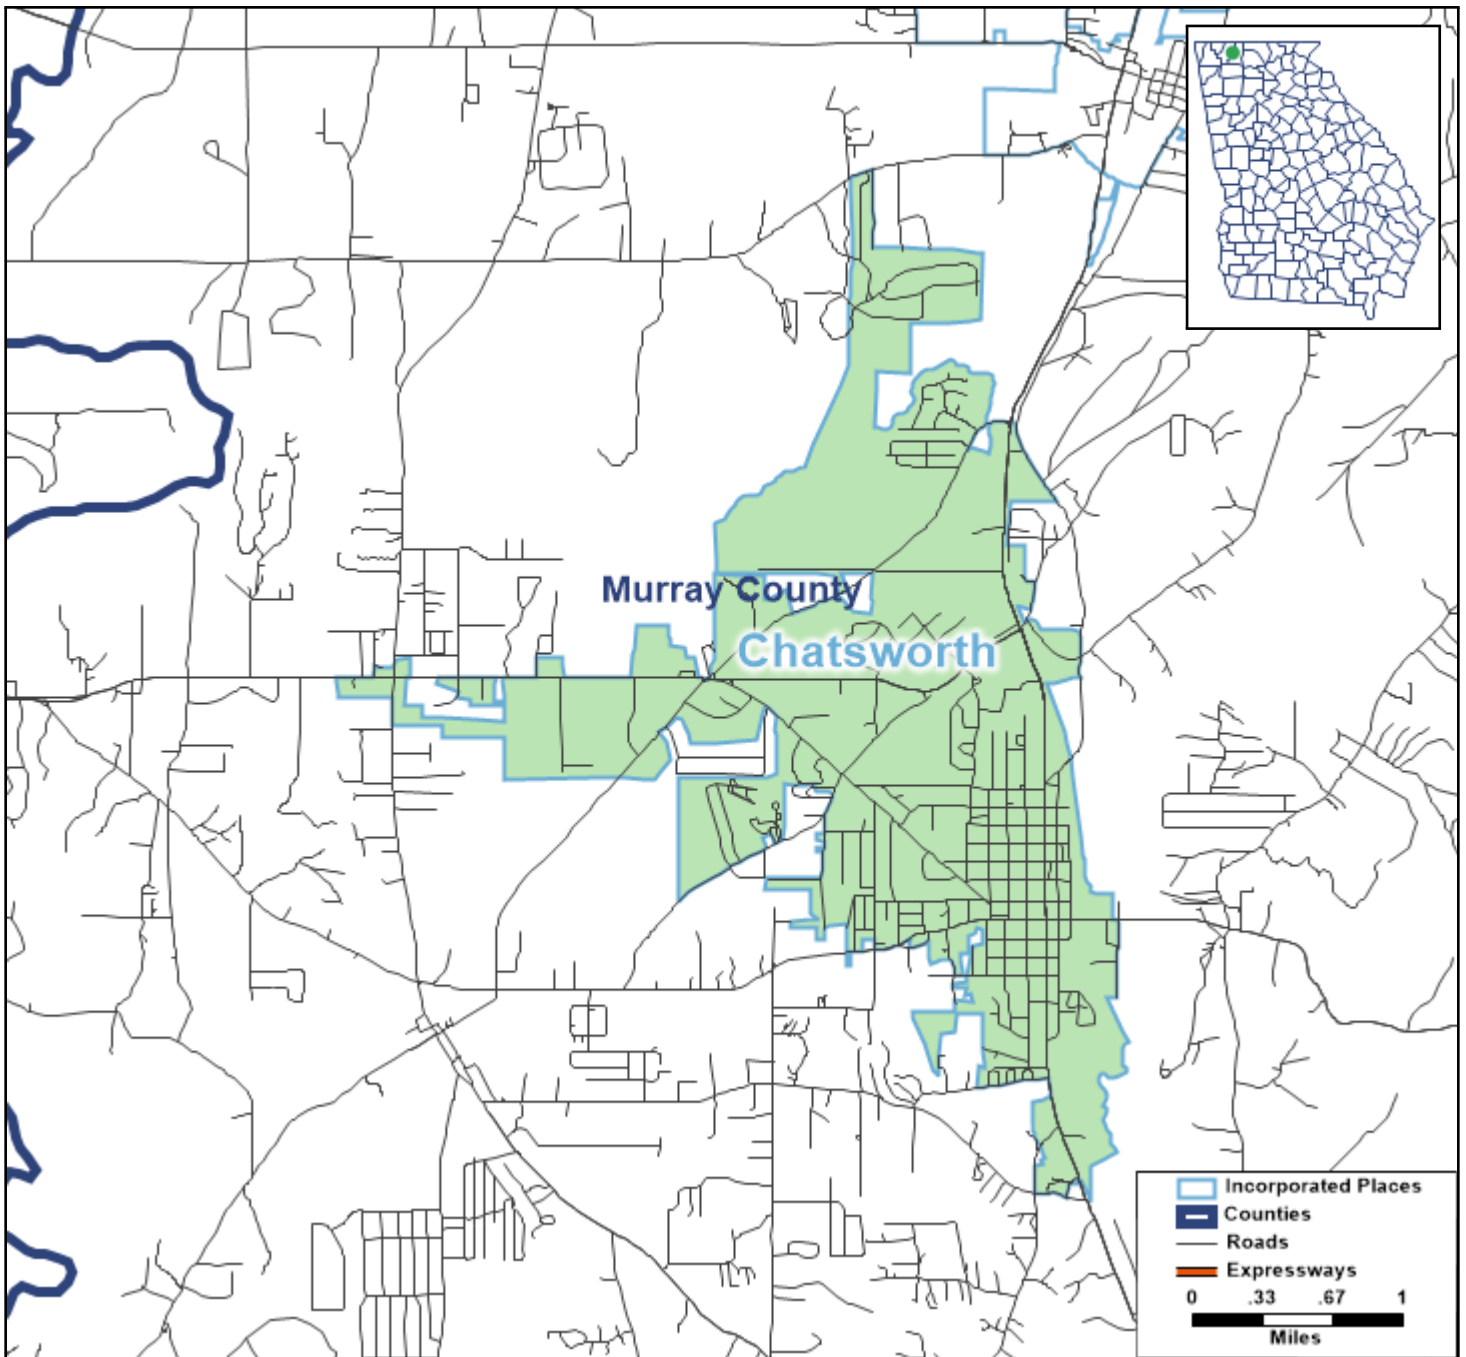 Murray County
Chatsworth
Incorporated Places
Counties
Roads
Expressways
0 .33 .67 1
Miles